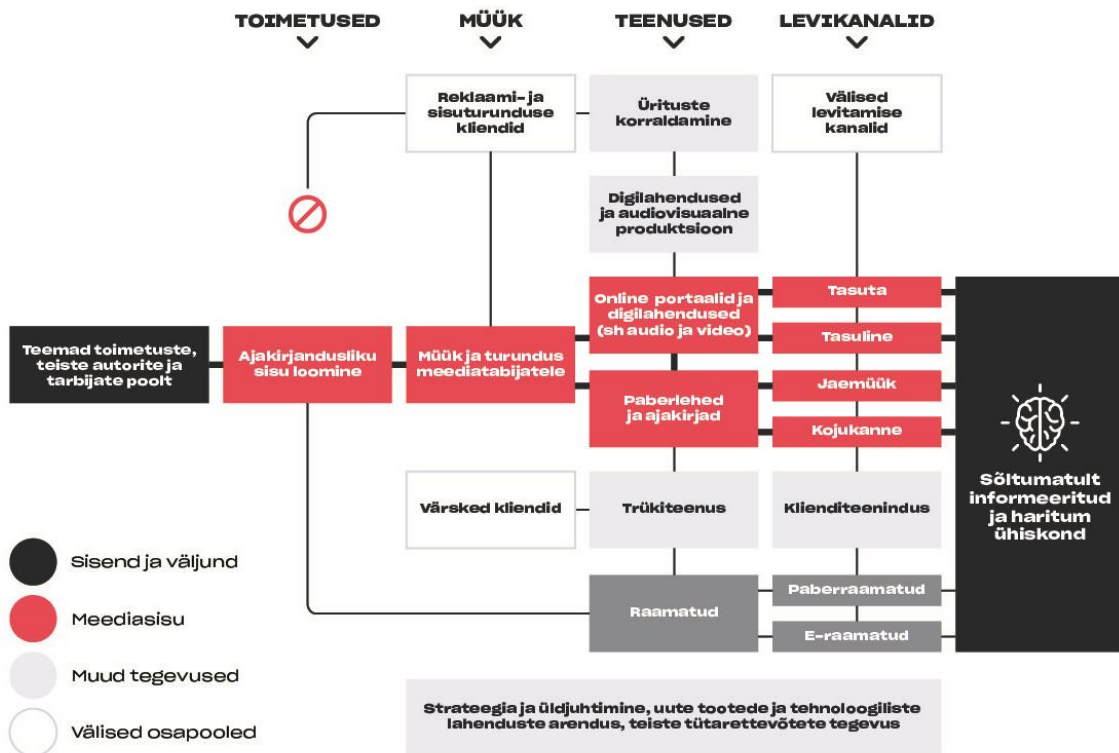 TOIMETUSED
MÜÜK
TEENUSED
LEVIKANALID
Reklaami- ja
sisuturunduse
kliendid
Ürituste
korraldamine
Välised
levitamise
kanalid
Digilahendused
ja audiovisuaalne
produktsioon
Teemad toimetuste,
teiste autorite ja
tarbijate poolt
Ajakirjandusliku
sisu loomine
Müük ja turundus
meediatabijatele
Online portaalid ja
digilahendused
(sh audio ja video)
Paberlehed
ja ajakirjad
Tasuta
Tasuline
Jaemüük
Kojukanne
Sõltumatult
informeeritud
ja haritum
ühiskond
Värsked kliendid
Trükiteenus
Klienditeenindus
Raamatud
Paberraamatud
E-raamatud
Sisend ja väljund
Meediasisu
Muud tegevused
Välised osapooled
Strateegia ja üldjuhtimine, uute tootede ja tehnoloogiliste
lahenduste arendus, teiste tütarettevõtete tegevus